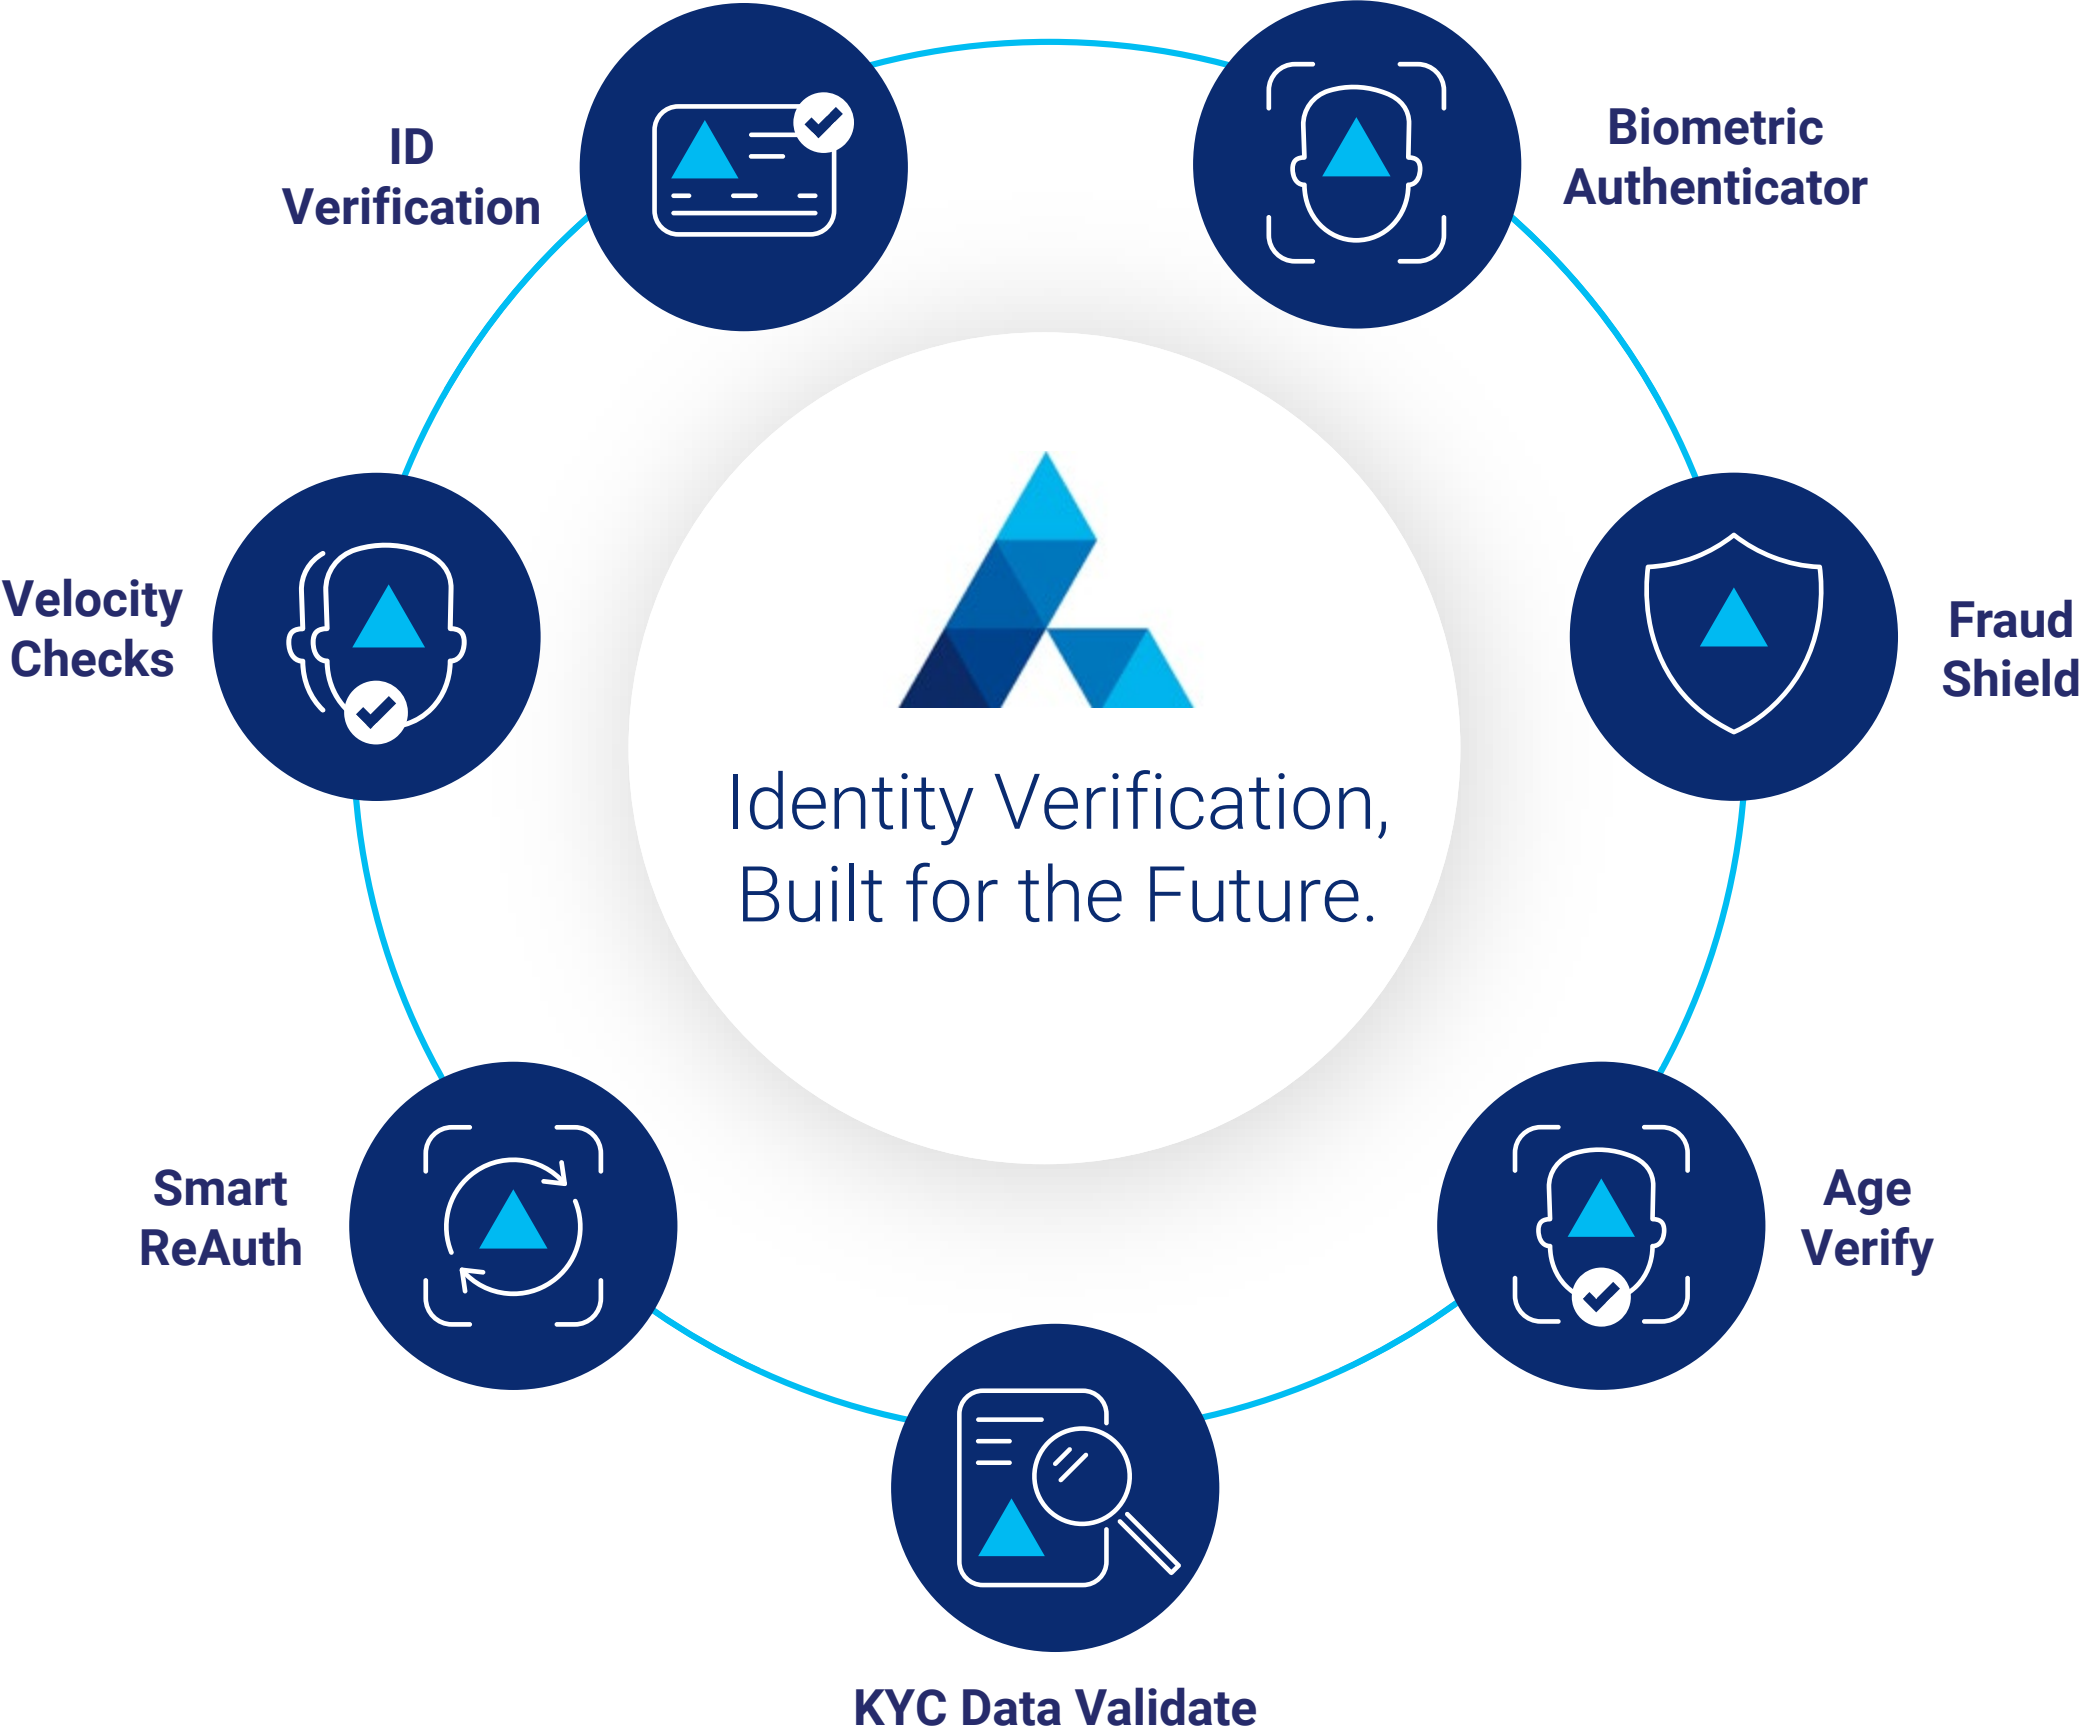 ID
Verification
Biometric
Authenticator
Velocity
Checks
Fraud
Shield
Identity Verification,
Built for the Future.
Smart
ReAuth
Age
Verify
KYC Data Validate